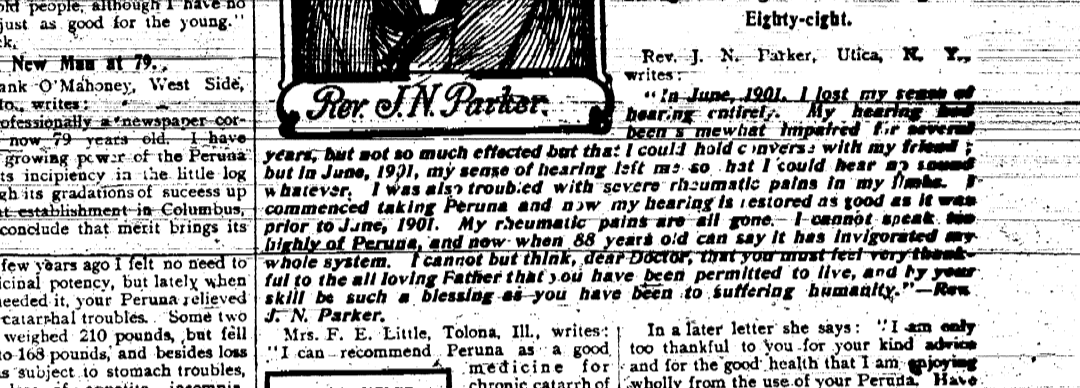 old people, although I have no
just as good for the young."
ck.
New Man at 79.
ank O'Mahoney, West Side,
to., writes:
ofessionally a newspaper cor-
now 79 years old. I have
growing power of the Peruna
ts incipiency in the little log
gh its gradations of suceess up
at establishment in Columbus,
conclude that merit brings its
few years ago I felt no need to
icinal potency, but lately when
needed it, your Peruna relieved
catarrhal troubles. Some two
weighed 210 pounds, but fell
to 168 pounds, and besides loss
s subject to stomach troubles,
Rev. J. N. Parker.
Eighty-eight.
Rev. J. N. Parker, Utica, N. Y.,
writes:
"In June, 1901, I lost my sense of
hearing entirely. My hearing had
been s mewhat impaired for several
years, but not so much effected but that I could hold c nverse with my friend ;
but in June, 1901, my sense of hearing left me so hat I could hear no sound
whatever. I was also troubled with severe rheumatic pains in my limbs. I
commenced taking Peruna and now my hearing is restored as good as it was
prior to June, 1901. My rheumatic pains are all gone. I cannot speak too
highly of Peruna, and now when 88 years old can say it has invigorated my
whole system. I cannot but think, dear Doctor, that you must feel very thank-
ful to the all loving Father that you have been permitted to live, and by your
skill be such a blessing as you have been to suffering humanity."—Rev.
J. N. Parker.
Mrs. F. E. Little, Tolona, Ill., writes:
"I can recommend Peruna as a good
medicine for
chronic catarrh of
In a later letter she says: "I am only
too thankful to you for your kind advice
and for the good health that I am enjoying
wholly from the use of your Peruna. Have